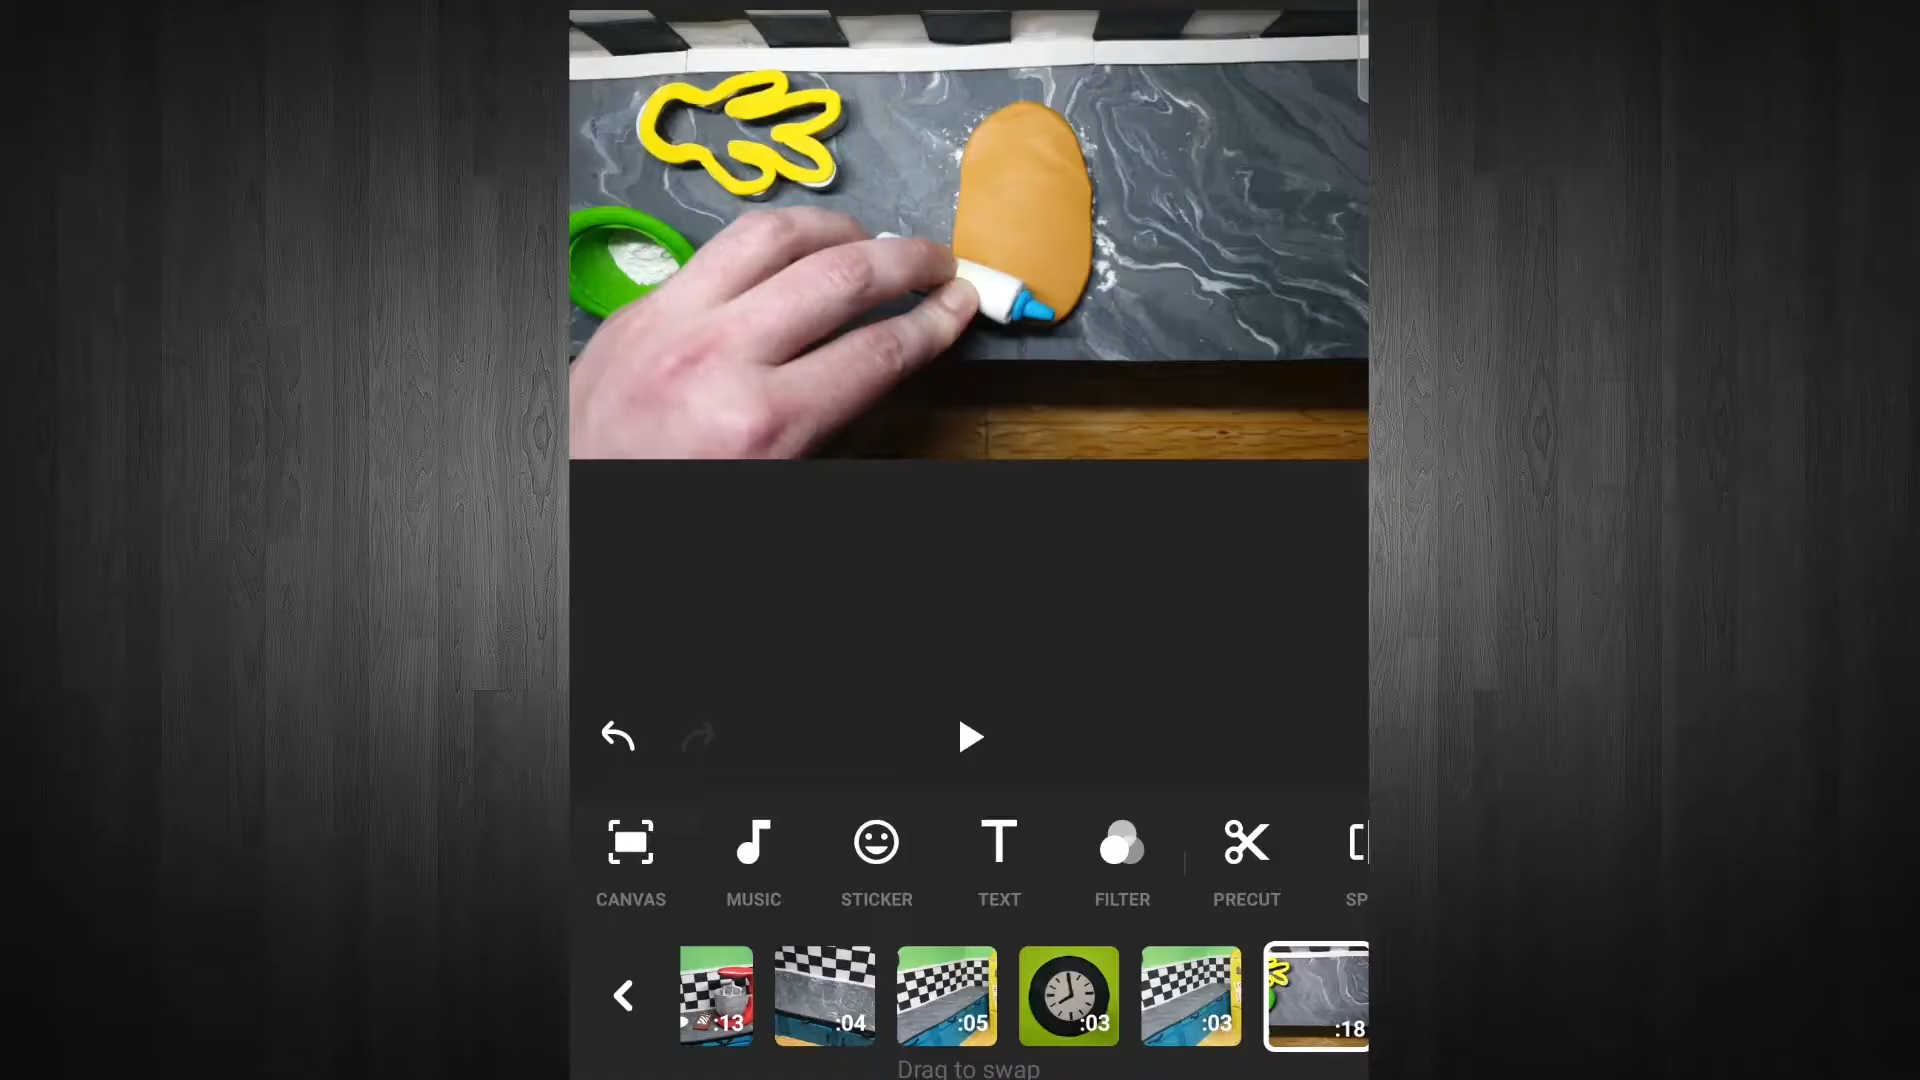 CANVAS
MUSIC
STICKER
TEXT
FILTER
PRECUT
SP
:13
:04
:05
:03
:03
:18
Drag to swap